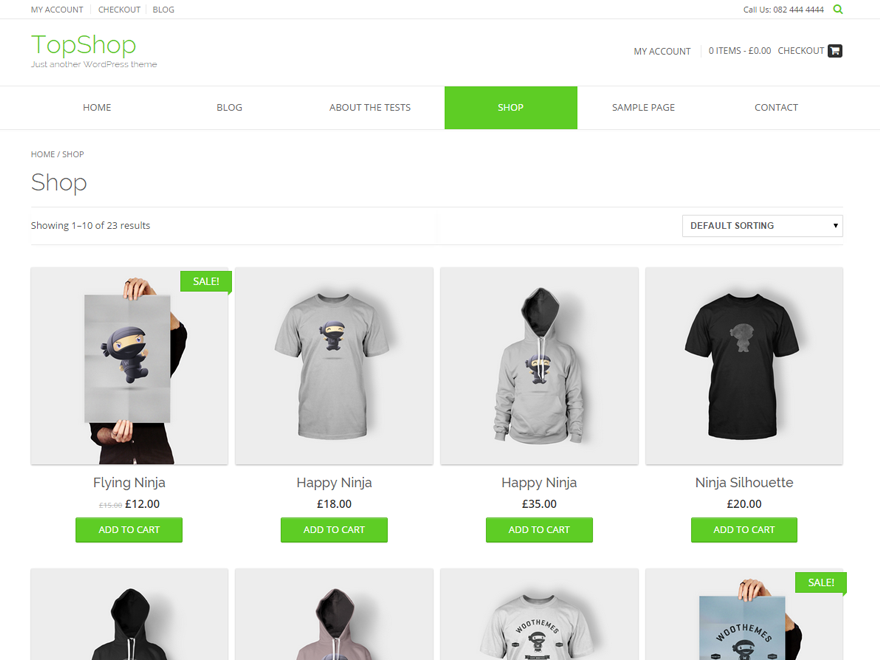 MY ACCOUNT CHECKOUT BLOG
Call Us: 082 444 4444
TopShop
Just another WordPress theme
MY ACCOUNT 0 ITEMS - £0.00 CHECKOUT
HOME BLOG ABOUT THE TESTS SHOP SAMPLE PAGE CONTACT
HOME / SHOP
Shop
Showing 1–10 of 23 results
DEFAULT SORTING
SALE!
Flying Ninja
£15.00 £12.00
ADD TO CART
Happy Ninja
£18.00
ADD TO CART
Happy Ninja
£35.00
ADD TO CART
Ninja Silhouette
£20.00
ADD TO CART
WOOTHEMES
SALE!
WOOTHEMES